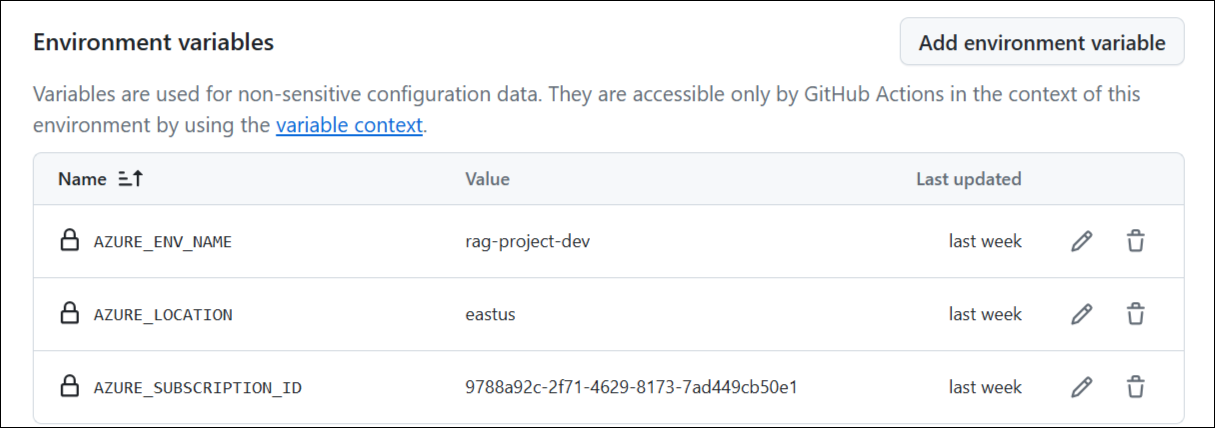 Environment variables
Add environment variable
Variables are used for non-sensitive configuration data. They are accessible only by GitHub Actions in the context of this
environment by using the variable context.
Name Value Last updated
AZURE_ENV_NAME rag-project-dev last week
AZURE_LOCATION eastus last week
AZURE_SUBSCRIPTION_ID 9788a92c-2f71-4629-8173-7ad449cb50e1 last week